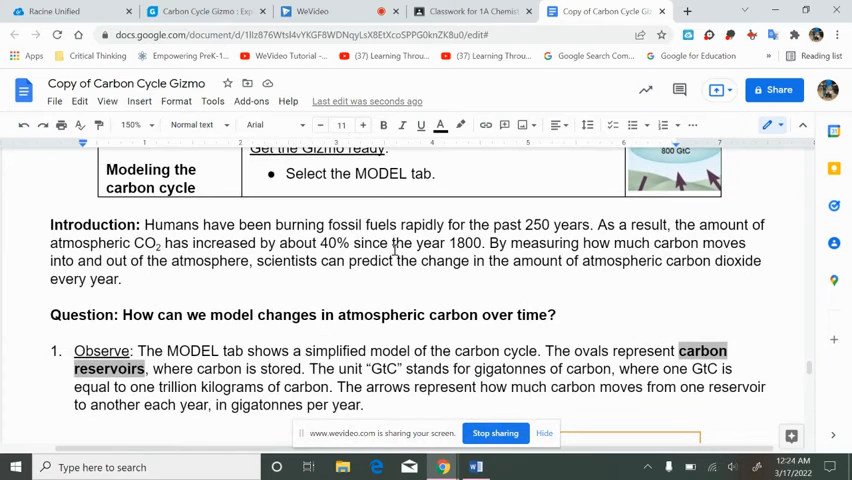 Racine Unified
Carbon Cycle Gizmo : Exp
WeVideo
Classwork for 1A Chemist
Copy of Carbon Cycle Giz
docs.google.com/document/d/1IIz876Wtsl4vYKGF8W3DNqyLsX8EtXcoSPPG0knZK8u0/edit#
Apps
Critical Thinking
Empowering PreK-1...
WeVideo Tutorial -...
(37) Learning Throu...
(37) Learning Throu...
Google Search Com...
Google for Education
Reading list
Copy of Carbon Cycle Gizmo
File Edit View Insert Format Tools Add-ons Help Last edit was seconds ago
Share
150% Normal text Arial 11
1 2 3 4 5 6 7
Get the Gizmo ready:
800 GtC
Modeling the
carbon cycle
● Select the MODEL tab.
Introduction: Humans have been burning fossil fuels rapidly for the past 250 years. As a result, the amount of
atmospheric CO₂ has increased by about 40% since the year 1800. By measuring how much carbon moves
into and out of the atmosphere, scientists can predict the change in the amount of atmospheric carbon dioxide
every year.
Question: How can we model changes in atmospheric carbon over time?
1. Observe: The MODEL tab shows a simplified model of the carbon cycle. The ovals represent carbon
reservoirs, where carbon is stored. The unit “GtC” stands for gigatonnes of carbon, where one GtC is
equal to one trillion kilograms of carbon. The arrows represent how much carbon moves from one reservoir
to another each year, in gigatonnes per year.
www.wevideo.com is sharing your screen.
Stop sharing
Hide
Type here to search
12:24 AM
3/17/2022